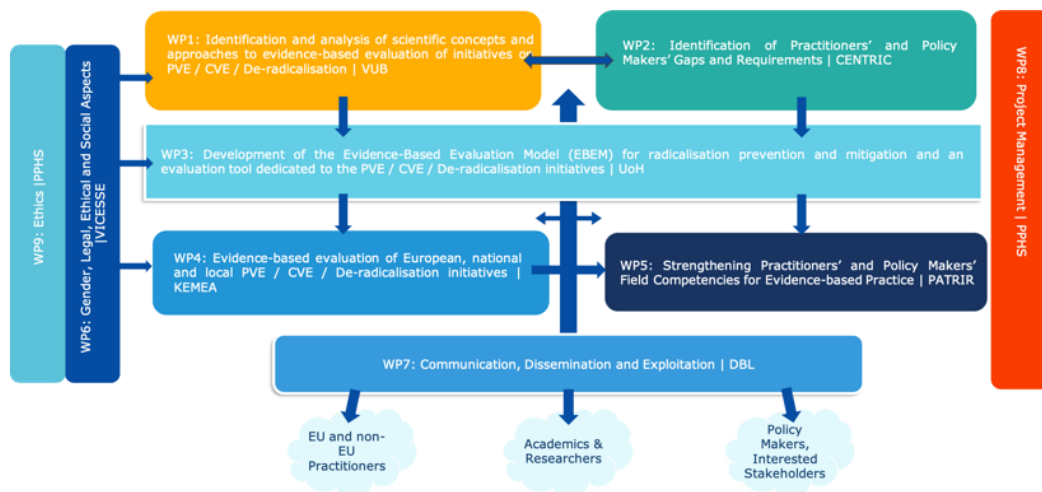 WP9: Ethics |PPHS
WP6: Gender, Legal, Ethical and Social Aspects
|VICESSE
WP1: Identification and analysis of scientific concepts and
approaches to evidence-based evaluation of initiatives on
PVE / CVE / De-radicalisation | VUB
WP2: Identification of Practitioners' and Policy
Makers' Gaps and Requirements | CENTRIC
WP3: Development of the Evidence-Based Evaluation Model (EBEM) for radicalisation prevention and mitigation and an
evaluation tool dedicated to the PVE / CVE / De-radicalisation initiatives | UoH
WP4: Evidence-based evaluation of European, national
and local PVE / CVE / De-radicalisation initiatives |
KEMEA
WP5: Strengthening Practitioners' and Policy Makers'
Field Competencies for Evidence-based Practice | PATRIR
WP7: Communication, Dissemination and Exploitation | DBL
EU and non-
EU
Practitioners
Academics &
Researchers
Policy
Makers,
Interested
Stakeholders
WP8: Project Management | PPHS